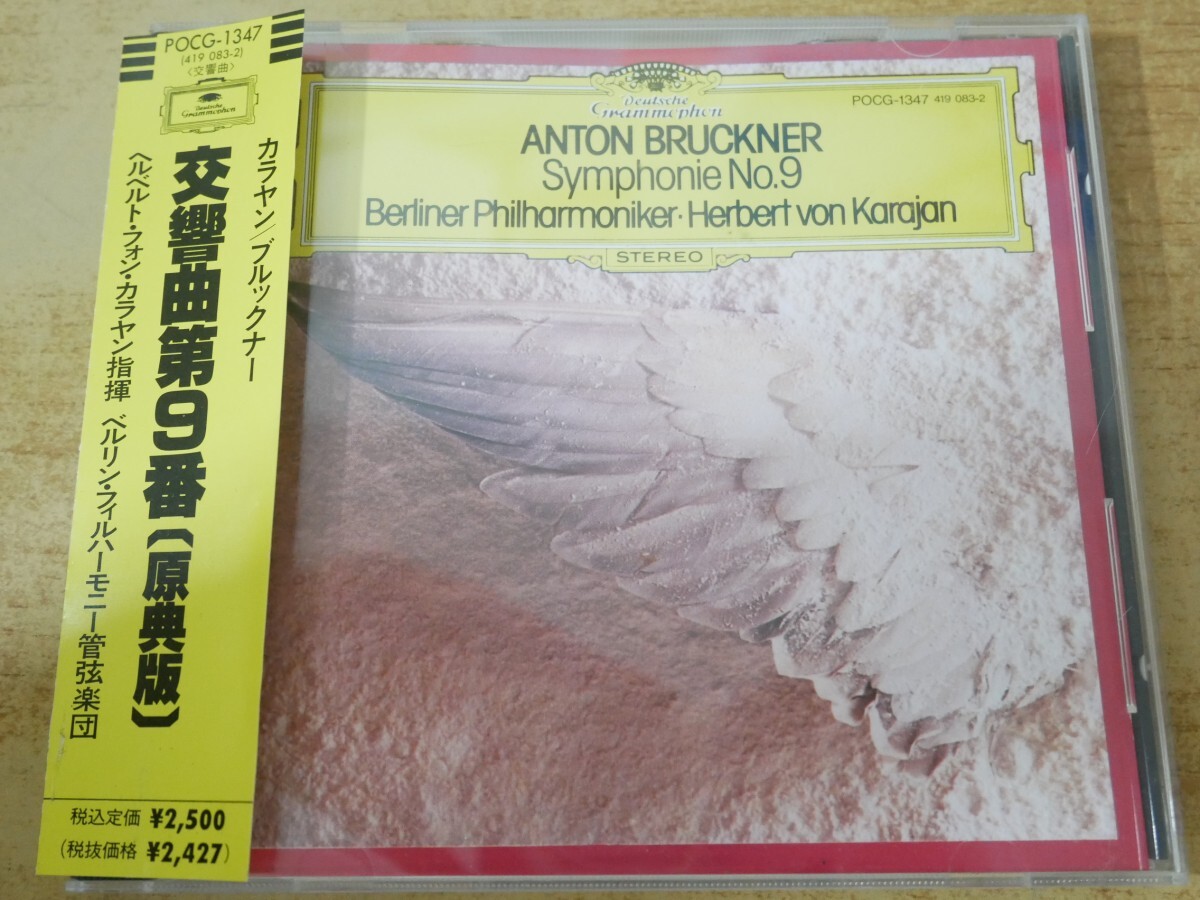 POCG-1347
(419 083-2)
〈交響曲〉
Deutsche
Grammophon
カラヤン/ブルックナー
交響曲第9番〔原典版〕
ヘルベルト・フォン・カラヤン指揮 ベルリン・フィルハーモニー管弦楽団
税込定価 ¥2,500
(税抜価格 ¥2,427)
Deutsche
Grammophon
POCG-1347 419 083-2
ANTON BRUCKNER
Symphonie No.9
Berliner Philharmoniker·Herbert von Karajan
STEREO